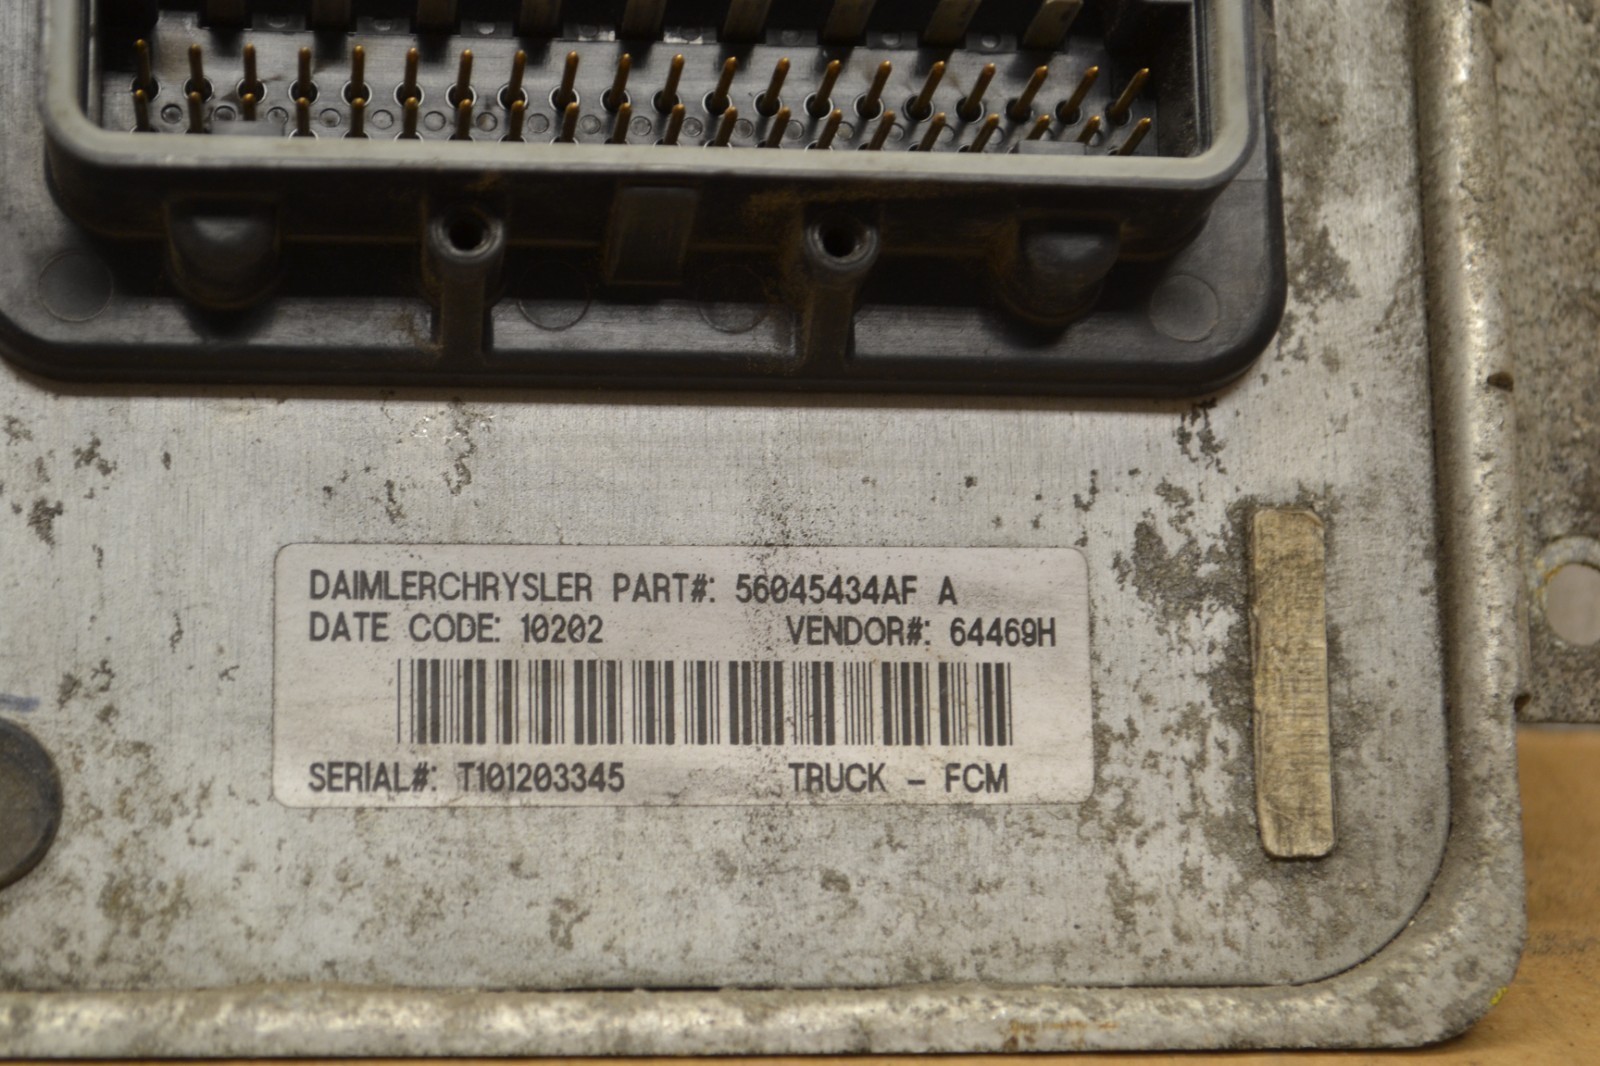 DAIMLERCHRYSLER PART#: 56045434AF A
DATE CODE: 10202 VENDOR#: 64469H
SERIAL#: T101203345 TRUCK - FCM